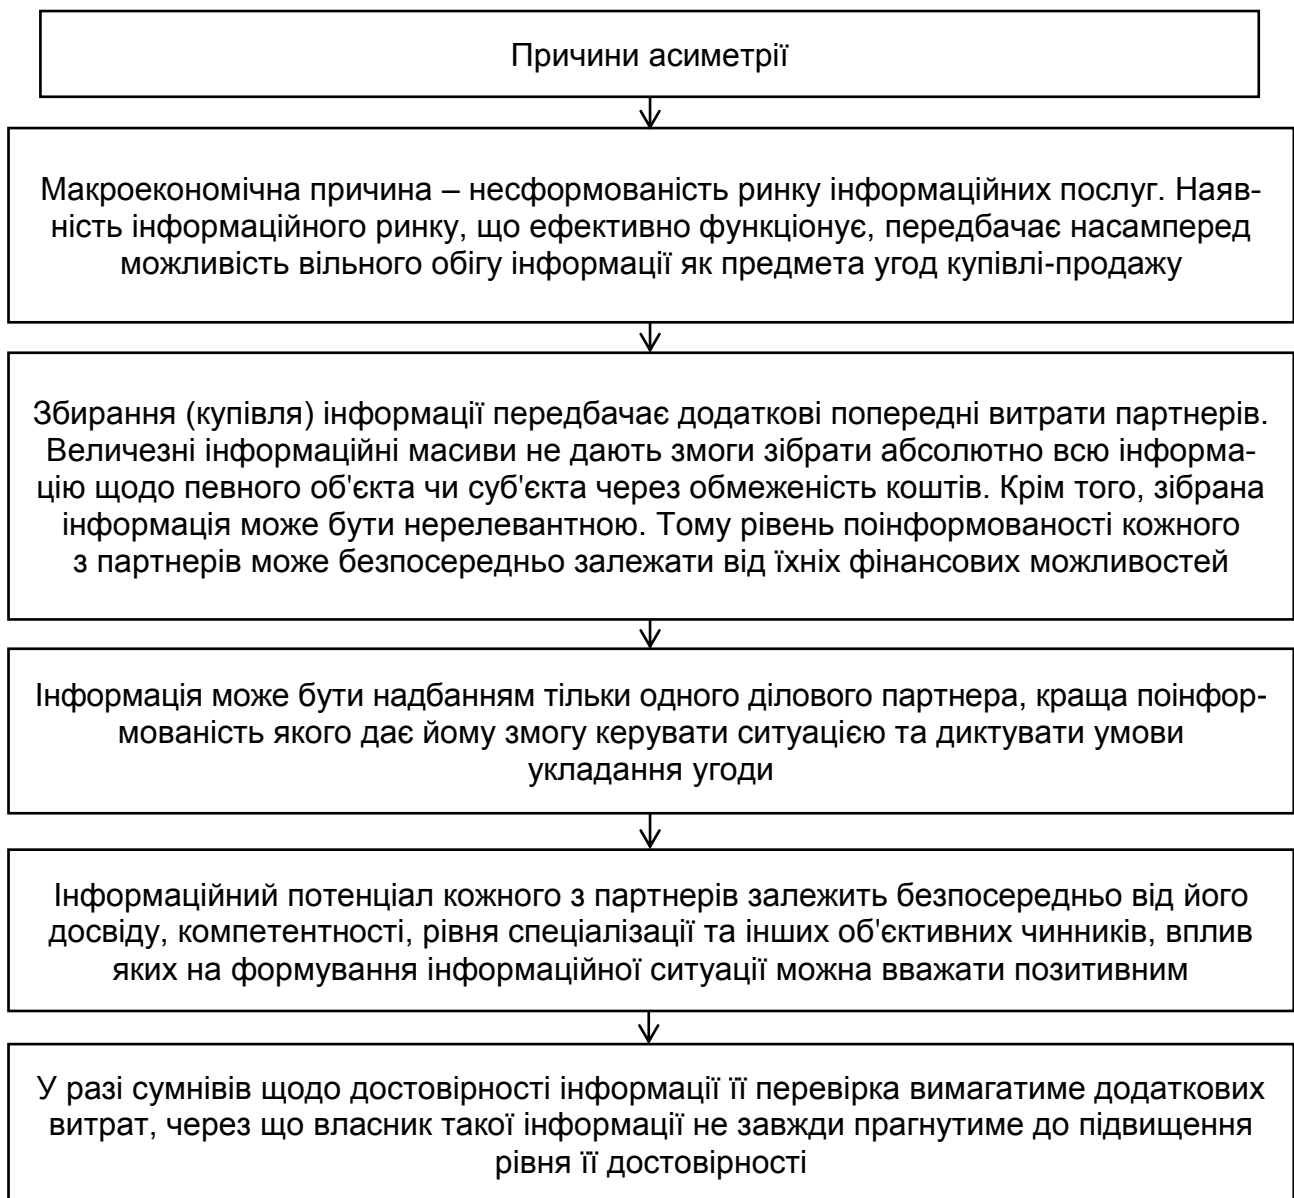 Причини асиметрії
Макроекономічна причина – несформованість ринку інформаційних послуг. Наяв-
ність інформаційного ринку, що ефективно функціонує, передбачає насамперед
можливість вільного обігу інформації як предмета угод купівлі-продажу
Збирання (купівля) інформації передбачає додаткові попередні витрати партнерів.
Величезні інформаційні масиви не дають змоги зібрати абсолютно всю інформа-
цію щодо певного об'єкта чи суб'єкта через обмеженість коштів. Крім того, зібрана
інформація може бути нерелевантною. Тому рівень поінформованості кожного
з партнерів може безпосередньо залежати від їхніх фінансових можливостей
Інформація може бути надбанням тільки одного ділового партнера, краща поінфор-
мованість якого дає йому змогу керувати ситуацією та диктувати умови
укладання угоди
Інформаційний потенціал кожного з партнерів залежить безпосередньо від його
досвіду, компетентності, рівня спеціалізації та інших об'єктивних чинників, вплив
яких на формування інформаційної ситуації можна вважати позитивним
У разі сумнівів щодо достовірності інформації її перевірка вимагатиме додаткових
витрат, через що власник такої інформації не завжди прагнутиме до підвищення
рівня її достовірності